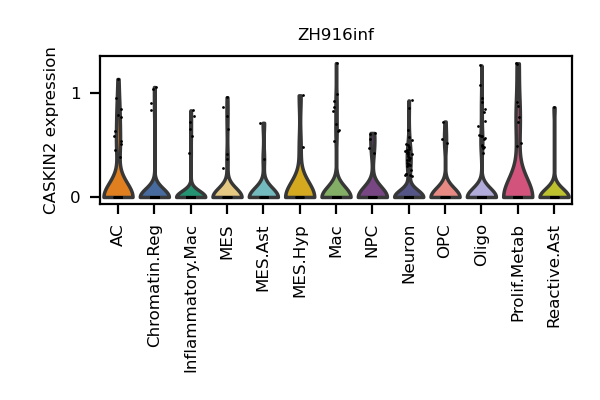 ZH916inf
CASKIN2 expression
1
0
AC
Chromatin.Reg
Inflammatory.Mac
MES
MES.Ast
MES.Hyp
Mac
NPC
Neuron
OPC
Oligo
Prolif.Metab
Reactive.Ast